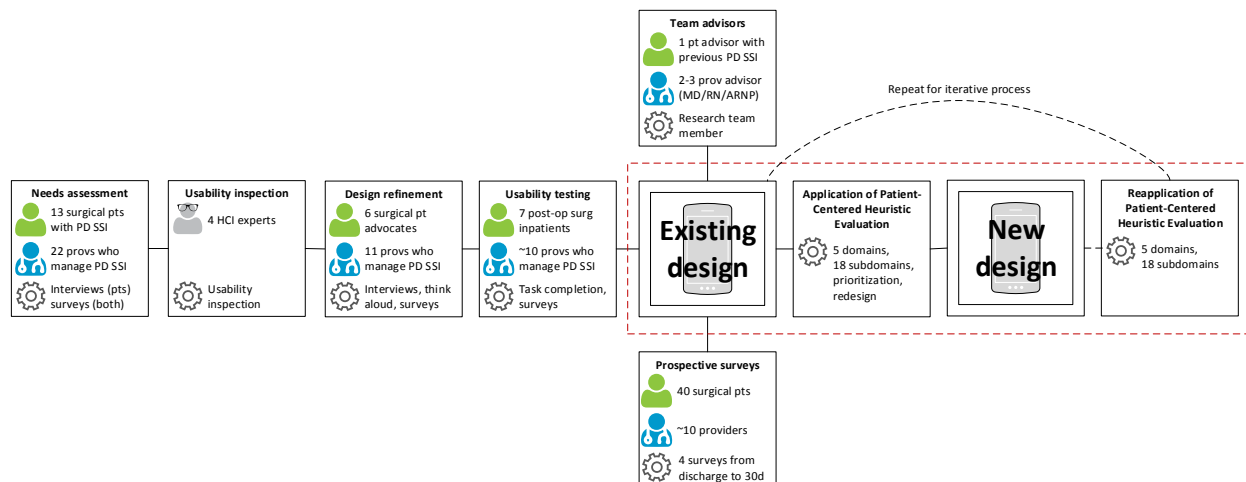 Team advisors
1 pt advisor with
previous PD SSI
2-3 prov advisor
(MD/RN/ARNP)
Research team
member
Repeat for iterative process
Needs assessment
13 surgical pts
with PD SSI
22 provs who
manage PD SSI
Interviews (pts)
surveys (both)
Usability inspection
4 HCI experts
Usability
inspection
Design refinement
6 surgical pt
advocates
11 provs who
manage PD SSI
Interviews, think
aloud, surveys
Usability testing
7 post-op surg
inpatients
~10 provs who
manage PD SSI
Task completion,
surveys
Existing
design
Application of Patient-
Centered Heuristic
Evaluation
5 domains,
18 subdomains,
prioritization,
redesign
New
design
Reapplication of
Patient-Centered
Heuristic Evaluation
5 domains,
18 subdomains
Prospective surveys
40 surgical pts
~10 providers
4 surveys from
discharge to 30d